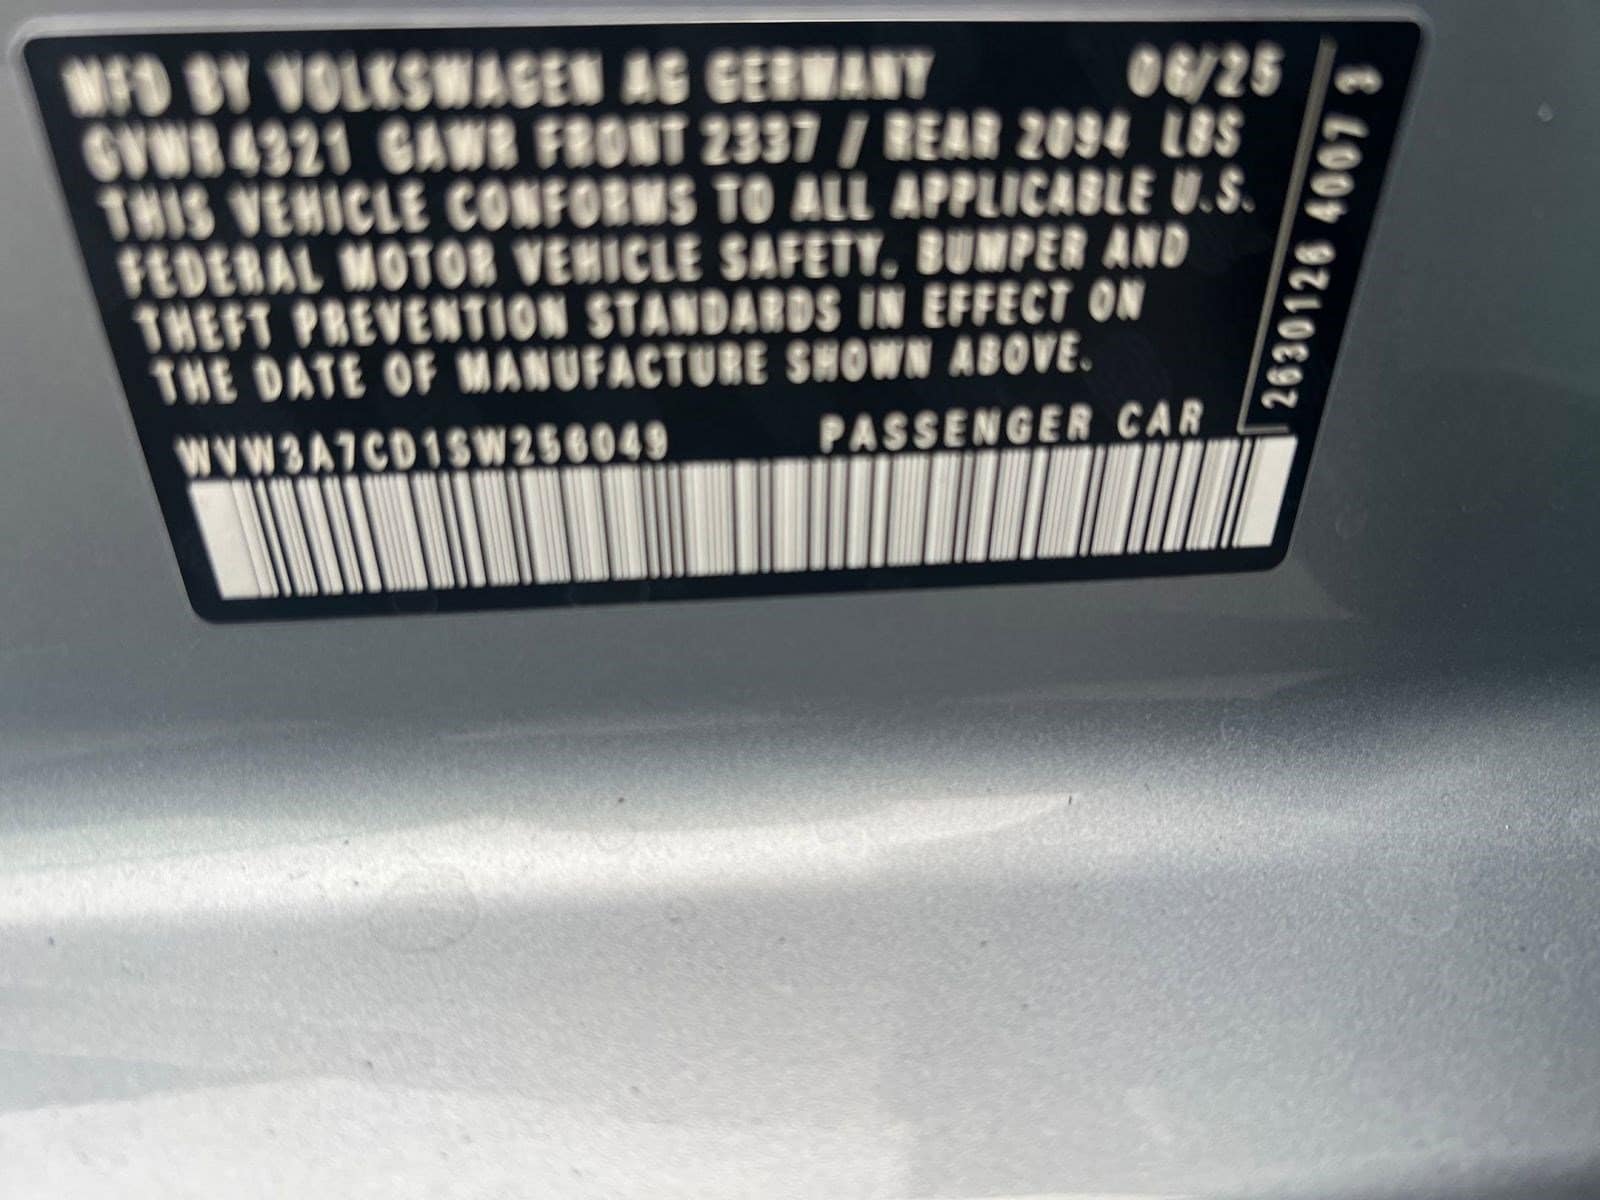 MFD BY VOLKSWAGEN AG GERMANY 06/25
GVWR 4321 GAWR FRONT 2337 / REAR 2094 LBS
THIS VEHICLE CONFORMS TO ALL APPLICABLE U.S.
FEDERAL MOTOR VEHICLE SAFETY, BUMPER AND
THEFT PREVENTION STANDARDS IN EFFECT ON
THE DATE OF MANUFACTURE SHOWN ABOVE.
WVW3A7CD1SW256049 PASSENGER CAR
2630126 4007 3